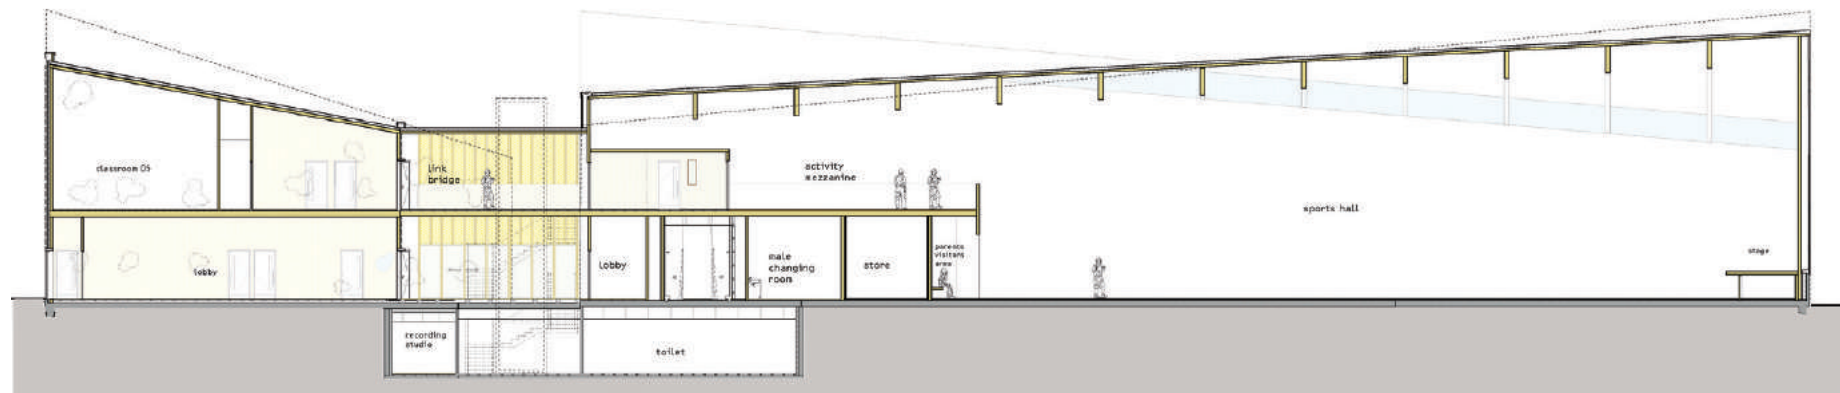 classroom 05
link
bridge
activity
mezzanine
sports hall
lobby
lobby
male
changing
room
store
parents
visitors
area
stage
recording
studio
toilet